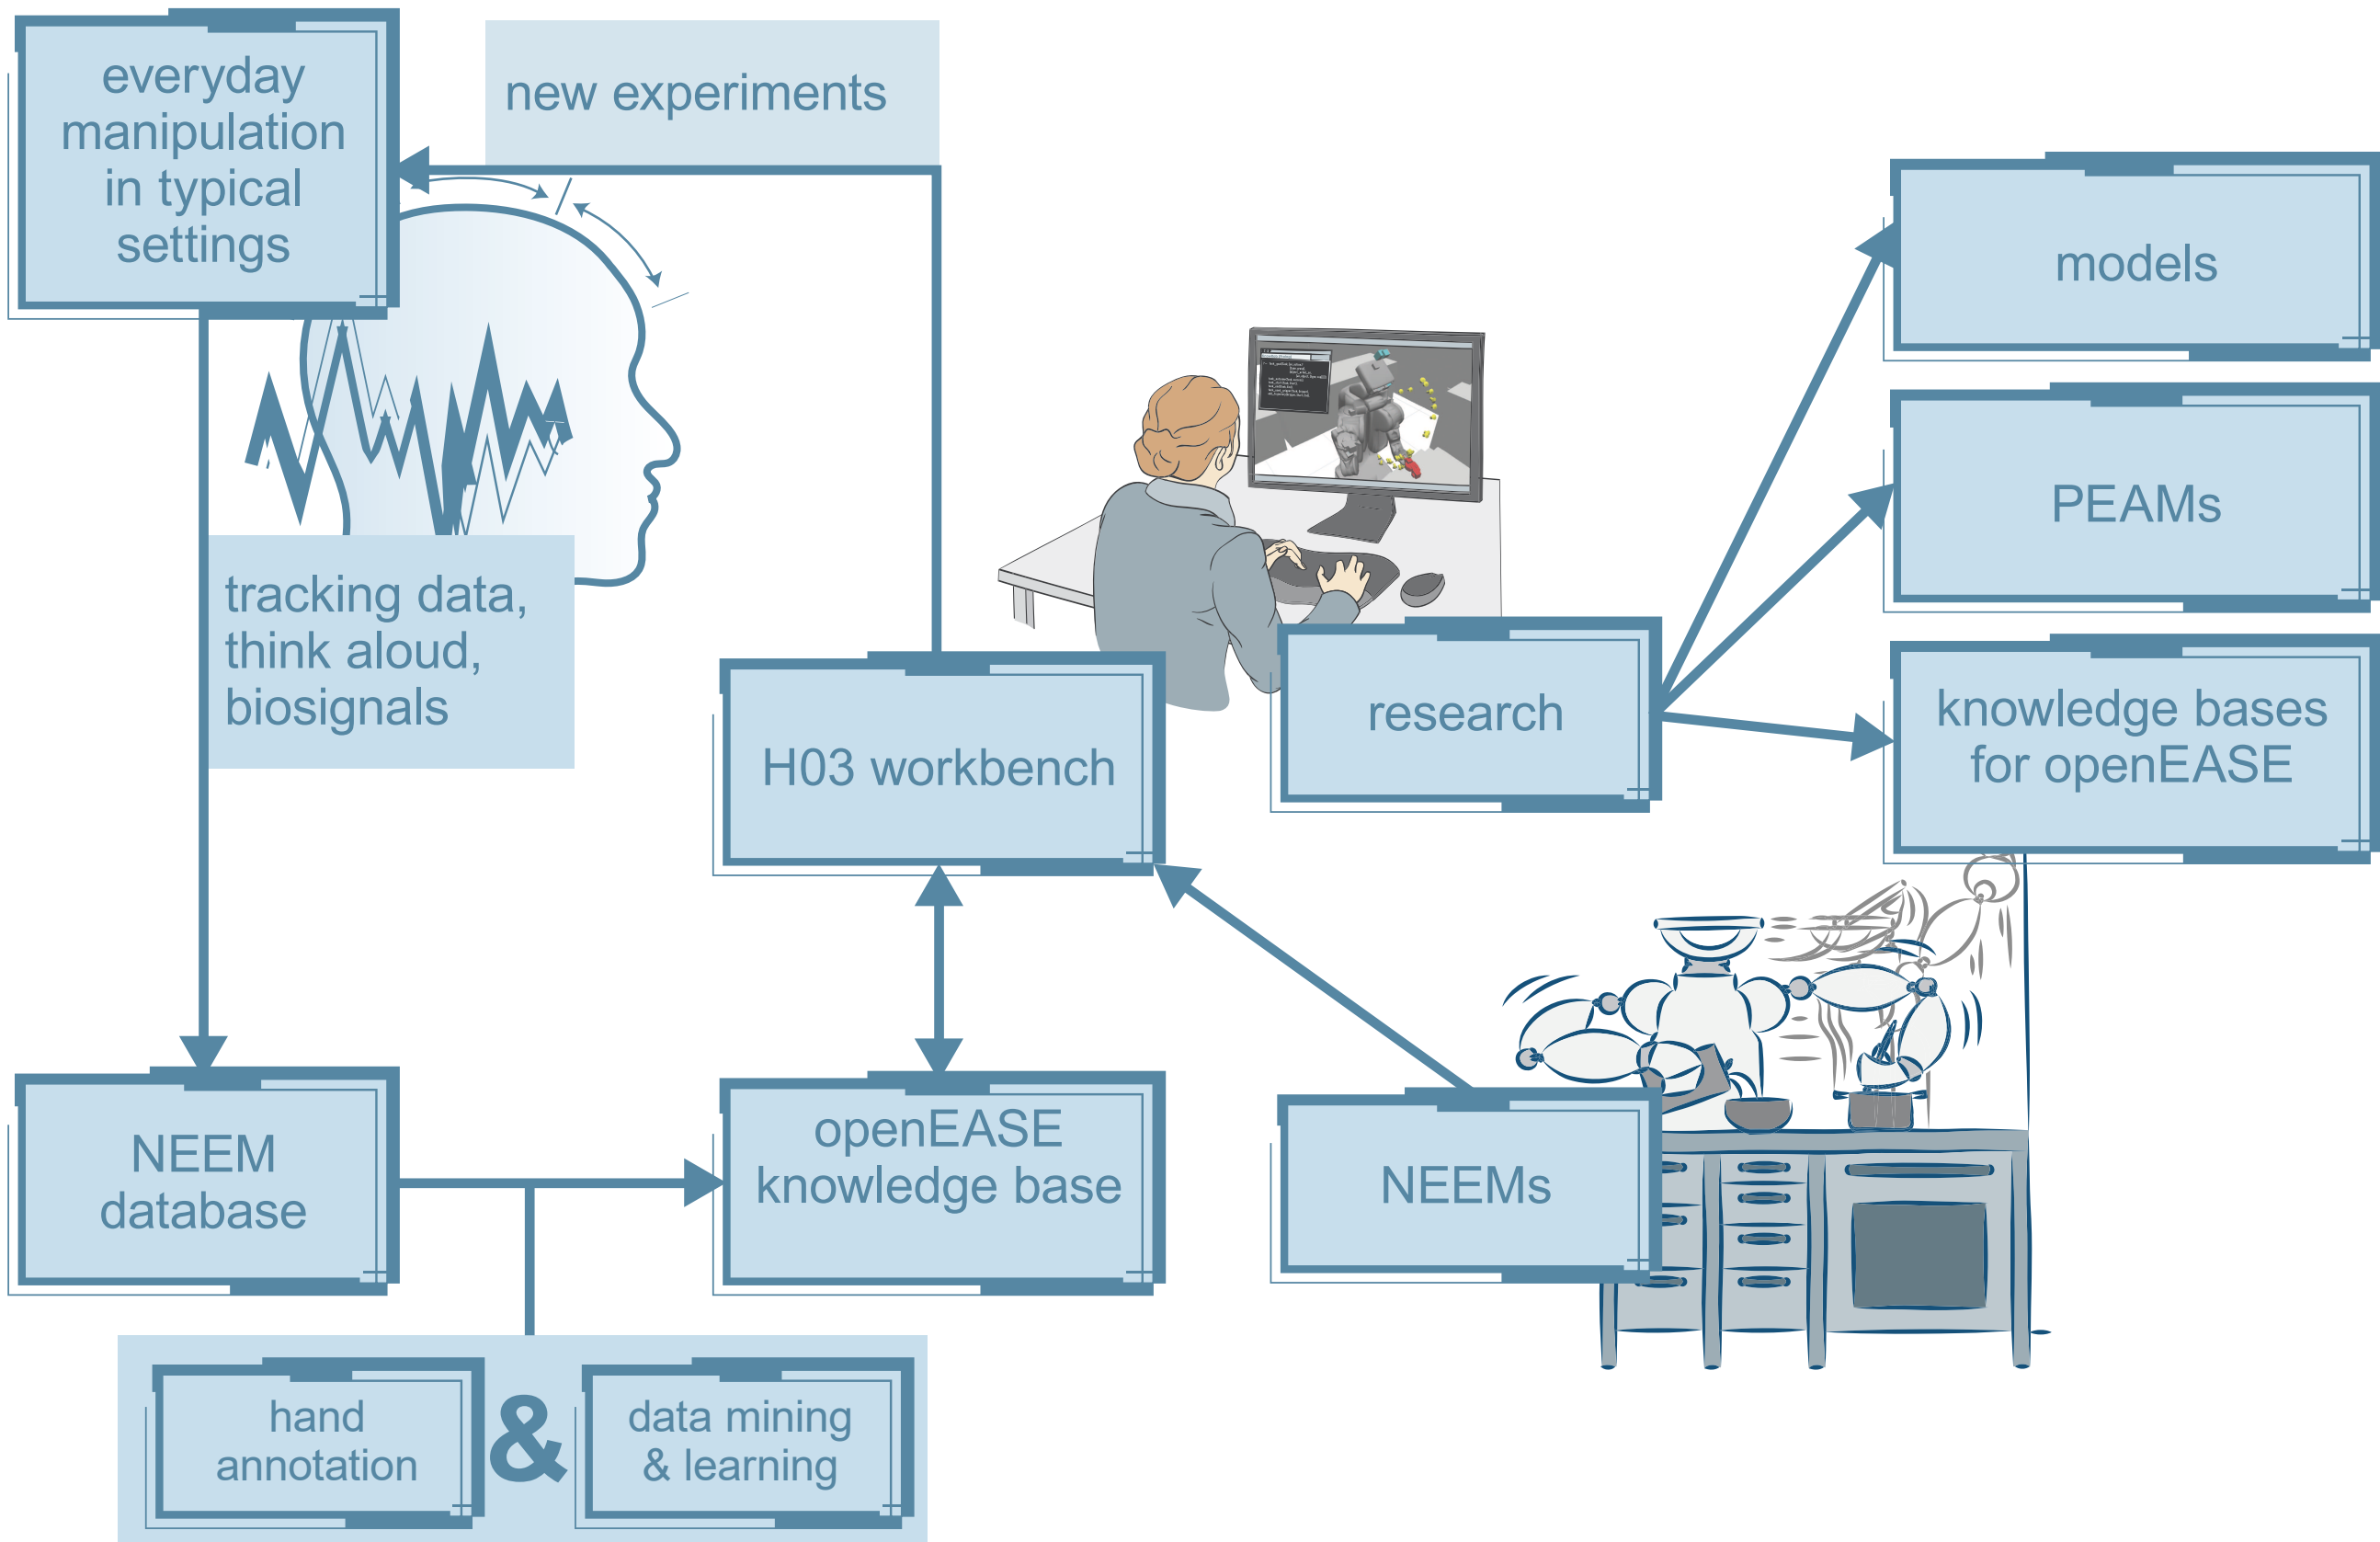 everyday
manipulation
in typical
settings
new experiments
tracking data,
think aloud,
biosignals
H03 workbench
research
models
PEAMs
knowledge bases
for openEASE
NEEM
database
openEASE
knowledge base
NEEMs
hand
annotation
&
data mining
& learning